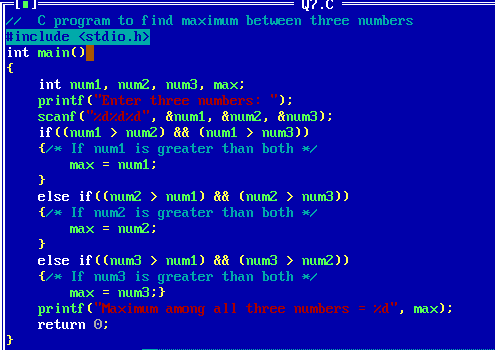 [■] Q7.C
//  C program to find maximum between three numbers
#include <stdio.h>
int main()
{
    int num1, num2, num3, max;
    printf("Enter three numbers: ");
    scanf("%d%d%d", &num1, &num2, &num3);
    if((num1 > num2) && (num1 > num3))
    {/* If num1 is greater than both */
        max = num1;
    }
    else if((num2 > num1) && (num2 > num3))
    {/* If num2 is greater than both */
        max = num2;
    }
    else if((num3 > num1) && (num3 > num2))
    {/* If num3 is greater than both */
        max = num3;}
    printf("Maximum among all three numbers = %d", max);
    return 0;
}